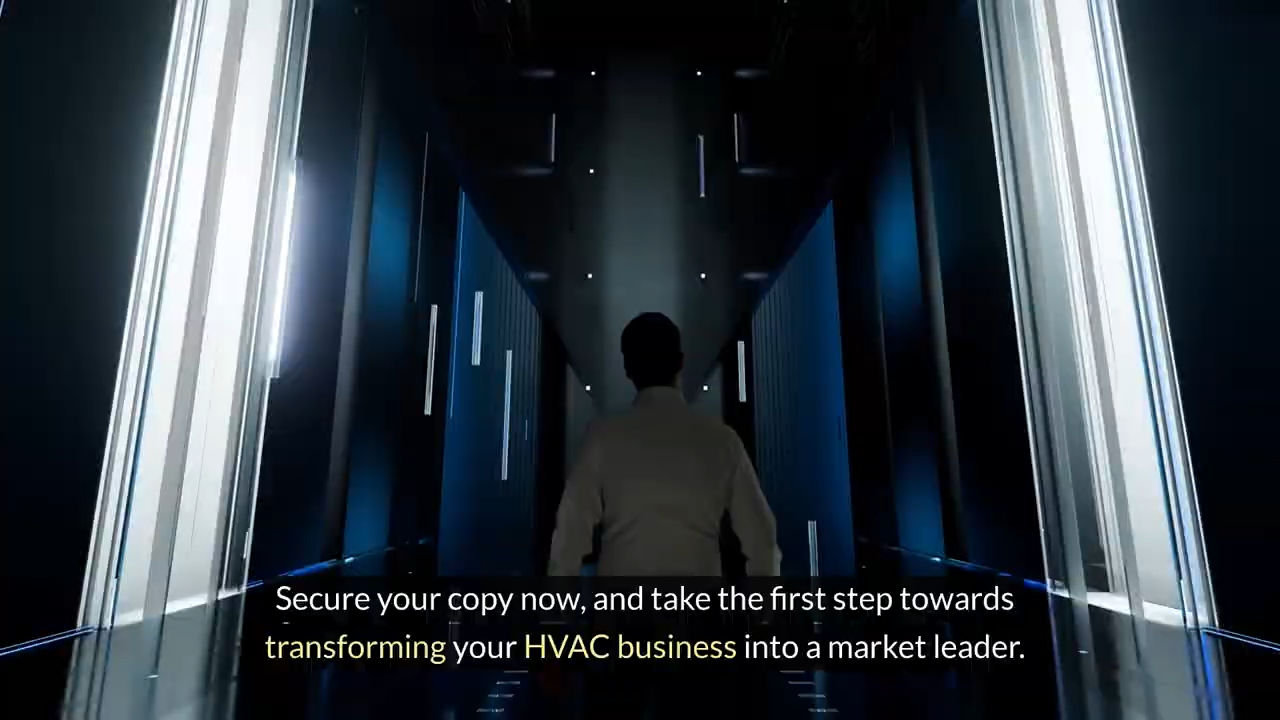 Secure your copy now, and take the first step towards
transforming your HVAC business into a market leader.